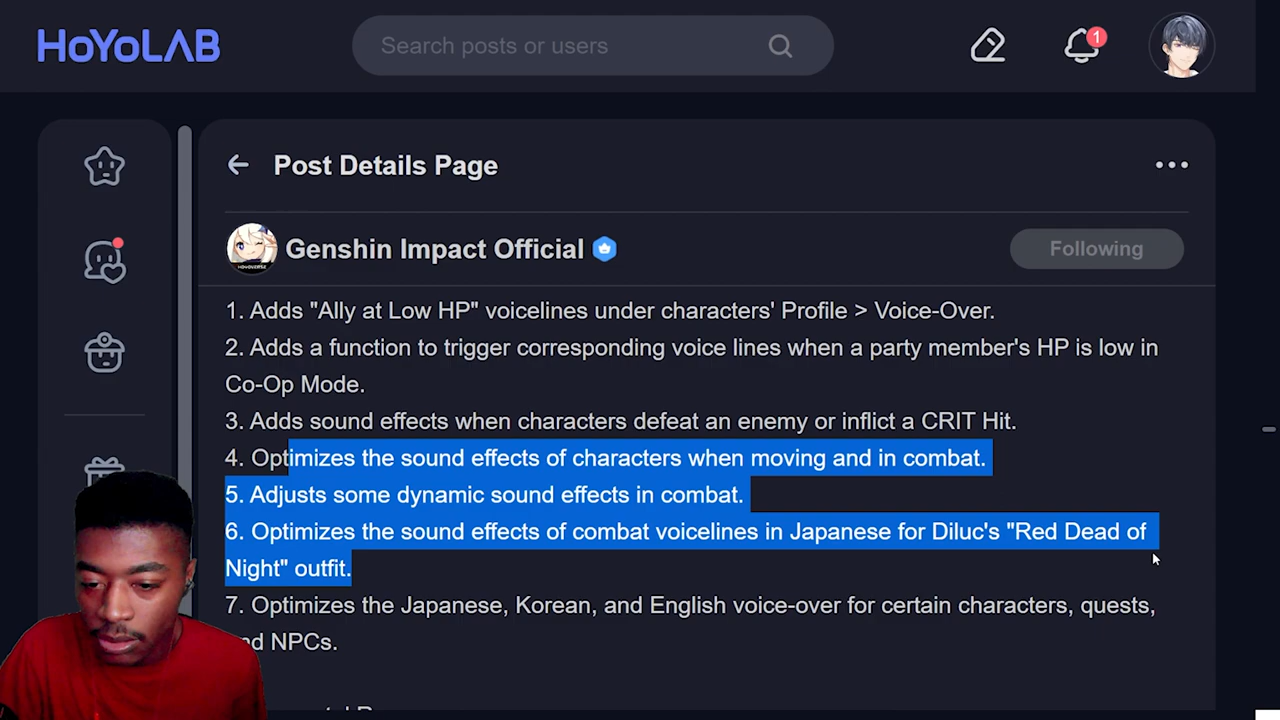 HoYoLAB
Search posts or users
1
Post Details Page
Genshin Impact Official
Following
1. Adds "Ally at Low HP" voicelines under characters' Profile > Voice-Over.
2. Adds a function to trigger corresponding voice lines when a party member's HP is low in
Co-Op Mode.
3. Adds sound effects when characters defeat an enemy or inflict a CRIT Hit.
4. Optimizes the sound effects of characters when moving and in combat.
5. Adjusts some dynamic sound effects in combat.
6. Optimizes the sound effects of combat voicelines in Japanese for Diluc's "Red Dead of
Night" outfit.
7. Optimizes the Japanese, Korean, and English voice-over for certain characters, quests,
nd NPCs.